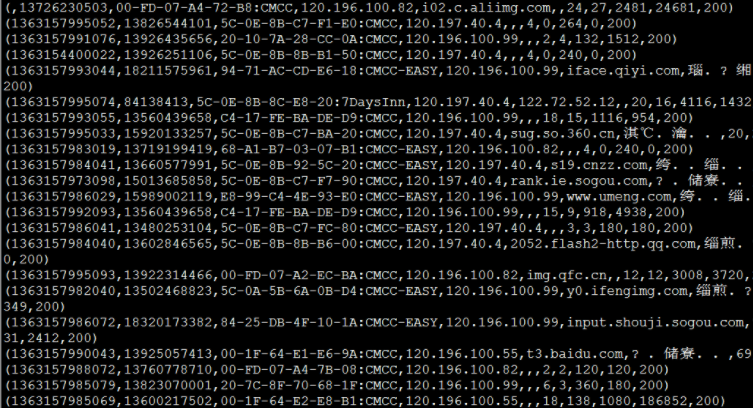 (,13726230503,00-FD-07-A4-72-B8:CMCC,120.196.100.82,i02.c.aliimg.com,,24,27,2481,24681,200)
(1363157995052,13826544101,5C-0E-8B-C7-F1-E0:CMCC,120.197.40.4,,,4,0,264,0,200)
(1363157991076,13926435656,20-10-7A-28-CC-0A:CMCC,120.196.100.99,,,2,4,132,1512,200)
(1363154400022,13926251106,5C-0E-8B-8B-B1-50:CMCC,120.197.40.4,,,4,0,240,0,200)
(1363157993044,18211575961,94-71-AC-CD-E6-18:CMCC-EASY,120.196.100.99,iface.qiyi.com,瑙. ? 缃
200)
(1363157995074,84138413,5C-0E-8B-8C-E8-20:7DaysInn,120.197.40.4,122.72.52.12,,20,16,4116,1432
(1363157993055,13560439658,C4-17-FE-BA-DE-D9:CMCC,120.196.100.99,,,18,15,1116,954,200)
(1363157995033,15920133257,5C-0E-8B-C7-BA-20:CMCC,120.197.40.4,sug.so.360.cn,淇℃. 瀹. . ,20,
(1363157983019,13719199419,68-A1-B7-03-07-B1:CMCC-EASY,120.196.100.82,,,4,0,240,0,200)
(1363157984041,13660577991,5C-0E-8B-92-5C-20:CMCC-EASY,120.197.40.4,s19.cnzz.com,绔. . 缁.
(1363157973098,15013685858,5C-0E-8B-C7-F7-90:CMCC,120.197.40.4,rank.ie.sogou.com,? . 储寮. .
(1363157986029,15989002119,E8-99-C4-4E-93-E0:CMCC-EASY,120.196.100.99,www.umeng.com,绔. . 缁.
(1363157992093,13560439658,C4-17-FE-BA-DE-D9:CMCC,120.196.100.99,,,15,9,918,4938,200)
(1363157986041,13480253104,5C-0E-8B-C7-FC-80:CMCC-EASY,120.197.40.4,,,3,3,180,180,200)
(1363157984040,13602846565,5C-0E-8B-8B-B6-00:CMCC,120.197.40.4,2052.flash2-http.qq.com,缁煎.
0,200)
(1363157995093,13922314466,00-FD-07-A2-EC-BA:CMCC,120.196.100.82,img.qfc.cn,,12,12,3008,3720,
(1363157982040,13502468823,5C-0A-5B-6A-0B-D4:CMCC-EASY,120.196.100.99,y0.ifengimg.com,缁煎. ?
349,200)
(1363157986072,18320173382,84-25-DB-4F-10-1A:CMCC-EASY,120.196.100.99,input.shouji.sogou.com,
31,2412,200)
(1363157990043,13925057413,00-1F-64-E1-E6-9A:CMCC,120.196.100.55,t3.baidu.com,? . 储寮. . ,69
(1363157988072,13760778710,00-FD-07-A4-7B-08:CMCC,120.196.100.82,,,2,2,120,120,200)
(1363157985079,13823070001,20-7C-8F-70-68-1F:CMCC,120.196.100.99,,,6,3,360,180,200)
(1363157985069,13600217502,00-1F-64-E2-E8-B1:CMCC,120.196.100.55,,,18,138,1080,186852,200)